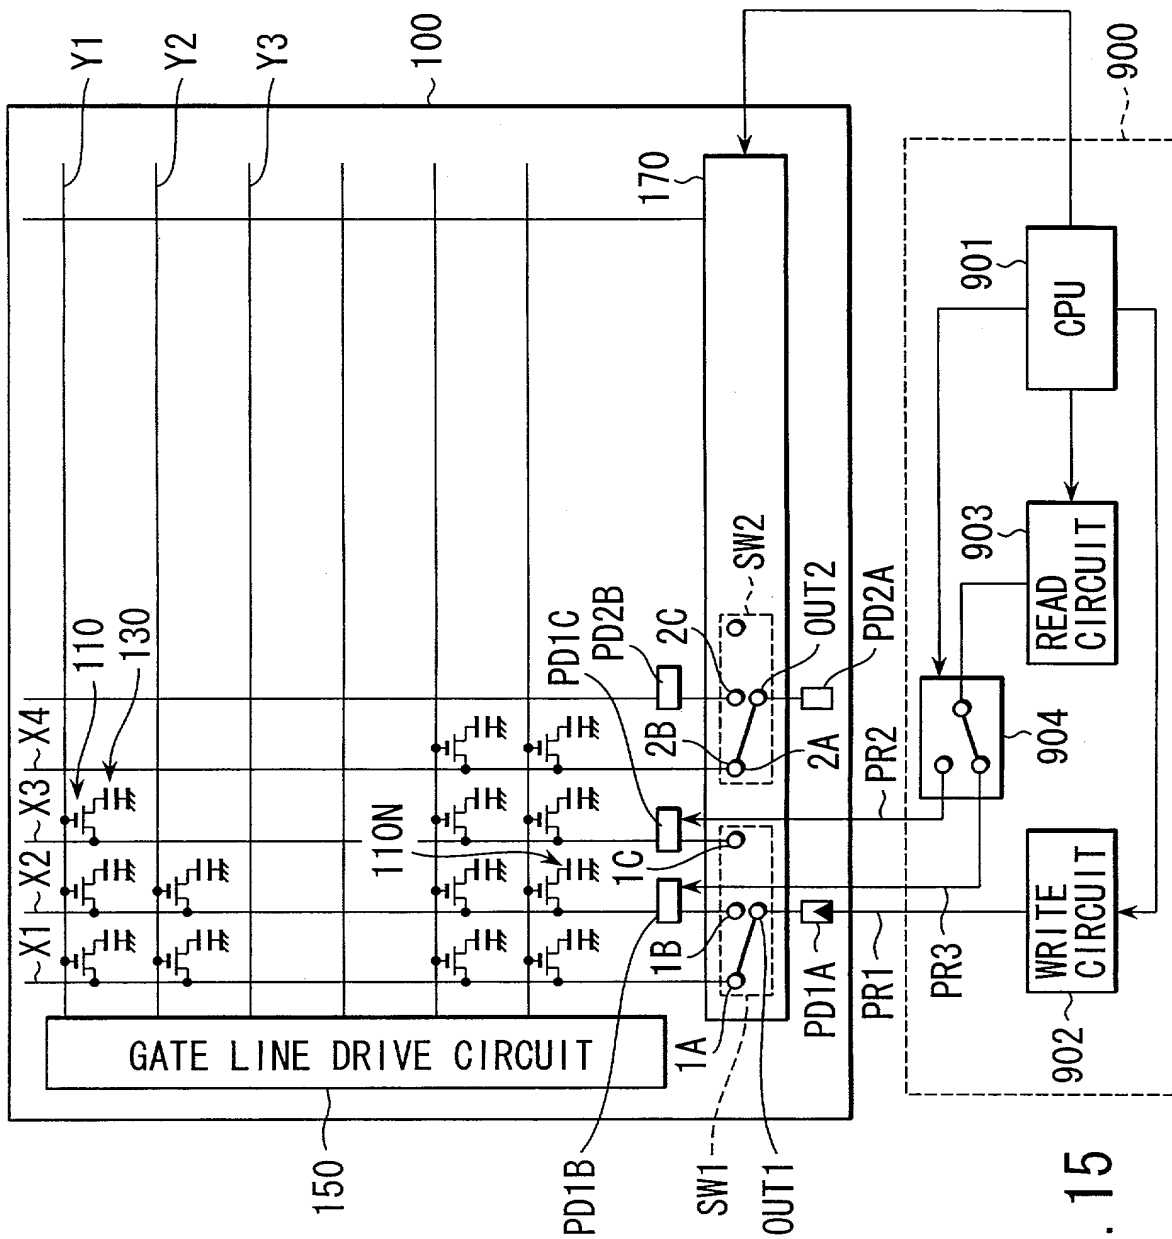 Y1
Y2
Y3
100
900
170
110
130
X1
X2
X3
X4
110N
GATE LINE DRIVE CIRCUIT
150
PD1B
PD1C
PD2B
1A
1B
1C
2B
2A
2C
SW1
SW2
OUT1
OUT2
PD1A
PD2A
PR1
PR3
PR2
904
901
CPU
903
READ
CIRCUIT
WRITE
CIRCUIT
902
. 15